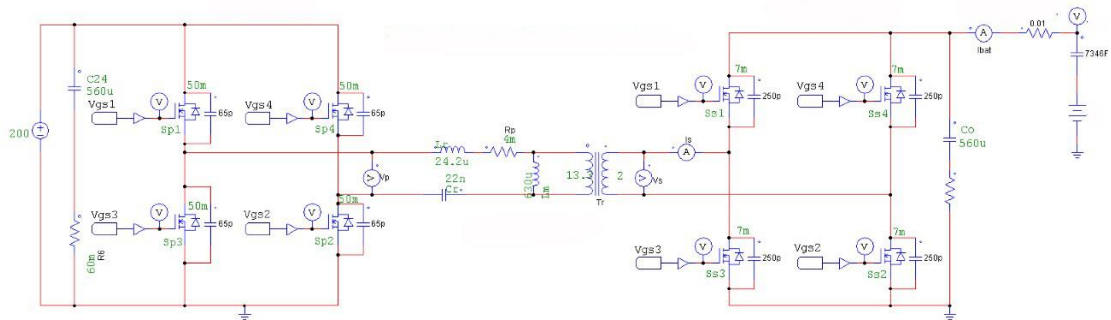 200
C24
560u
60m
R6
Vgs1
V
50m
Sp1
65p
Vgs4
V
50m
Sp4
65p
Vgs3
V
50m
Sp3
65p
Vgs2
V
50m
Sp2
65p
V
Vp
Lr
24.2u
Rp
4m
22n
Cr
630u
Lm
2
Tr
V
Vs
Is
A
Vgs1
V
7m
Ss1
250p
Vgs4
V
7m
Ss4
250p
Vgs3
V
7m
Ss3
250p
Vgs2
V
7m
Ss2
250p
Co
560u
A
Ibat
0.01
V
7346F